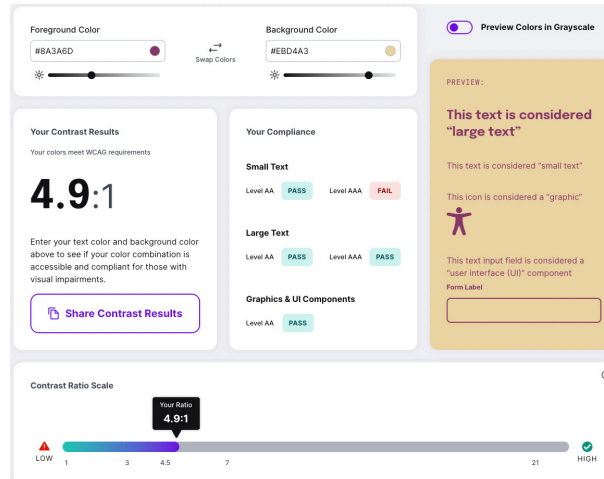 Foreground Color
#8A3A6D
Swap Colors
Background Color
#EBD4A3
Preview Colors in Grayscale
Your Contrast Results
Your colors meet WCAG requirements
4.9:1
Enter your text color and background color
above to see if your color combination is
accessible and compliant for those with
visual impairments.
Share Contrast Results
Your Compliance
Small Text
Level AA PASS Level AAA FAIL
Large Text
Level AA PASS Level AAA PASS
Graphics & UI Components
Level AA PASS
PREVIEW:
This text is considered
“large text”
This text is considered "small text"
This icon is considered a "graphic"
This text input field is considered a
"user interface (UI)" component
Form Label
Contrast Ratio Scale
Your Ratio
4.9:1
LOW 1 3 4.5 7 21 HIGH